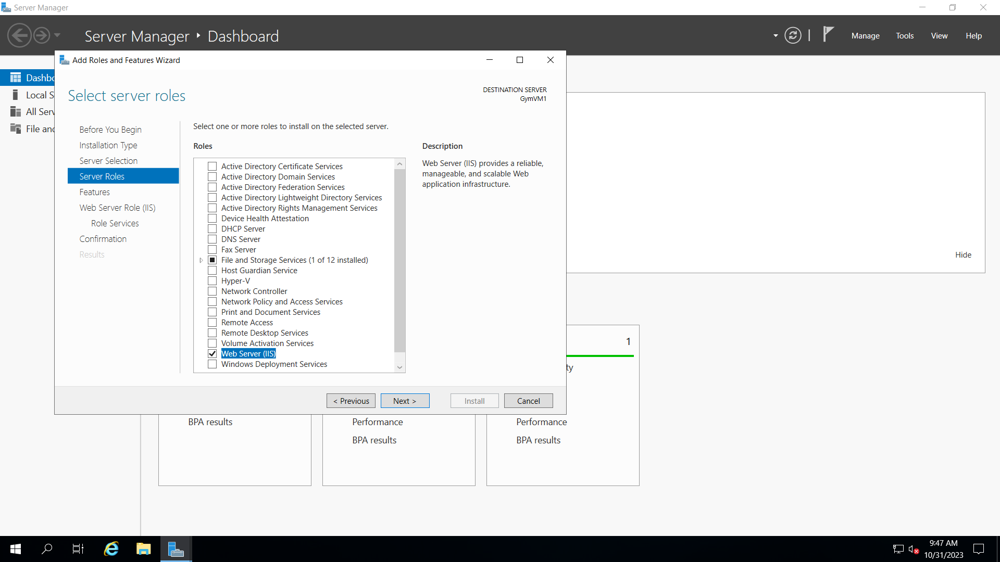 Server Manager
Server Manager
Dashboard
Manage
Tools
View
Help
Add Roles and Features Wizard
Dashbo
Local S
All Serv
File and
Select server roles
DESTINATION SERVER
GymVM1
Before You Begin
Installation Type
Server Selection
Server Roles
Features
Web Server Role (IIS)
Role Services
Confirmation
Results
Select one or more roles to install on the selected server.
Roles
Active Directory Certificate Services
Active Directory Domain Services
Active Directory Federation Services
Active Directory Lightweight Directory Services
Active Directory Rights Management Services
Device Health Attestation
DHCP Server
DNS Server
Fax Server
File and Storage Services (1 of 12 installed)
Host Guardian Service
Hyper-V
Network Controller
Network Policy and Access Services
Print and Document Services
Remote Access
Remote Desktop Services
Volume Activation Services
Web Server (IIS)
Windows Deployment Services
Description
Web Server (IIS) provides a reliable,
manageable, and scalable Web
application infrastructure.
Hide
1
ty
< Previous
Next >
Install
Cancel
BPA results
Performance
BPA results
Performance
BPA results
9:47 AM
10/31/2023